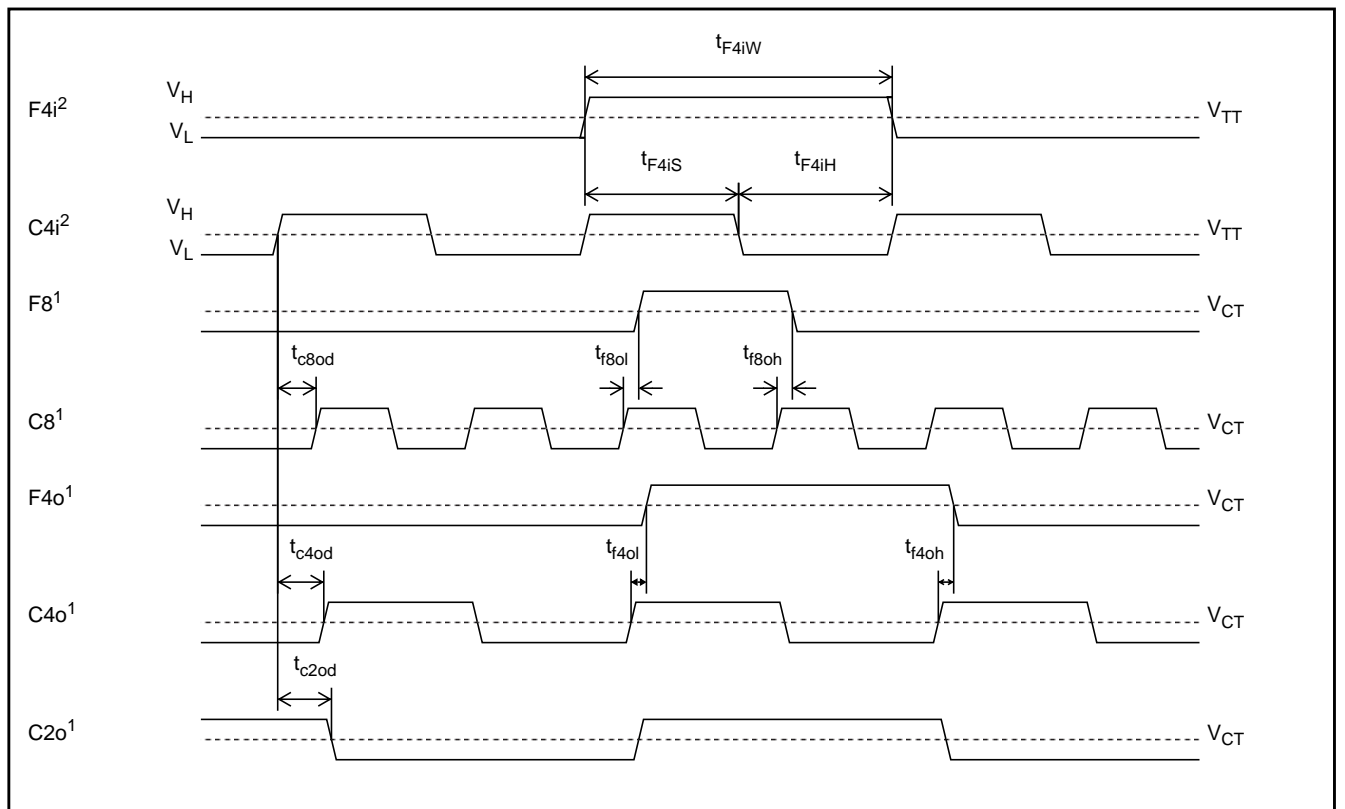 tF4iW
VH
F4i2
VTT
VL
tF4iS tF4iH
VH
C4i2
VTT
VL
F81
VCT
tc8od tf8ol tf8oh
C81
VCT
F4o1
VCT
tc4od tf4ol tf4oh
C4o1
VCT
tc2od
C2o1
VCT